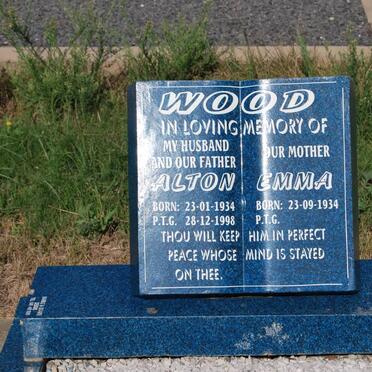 WOOD
IN LOVING MEMORY OF
MY HUSBAND
AND OUR FATHER OUR MOTHER
ALTON EMMA
BORN: 23-01-1934 BORN: 23-09-1934
P.T.G. 28-12-1998 P.T.G.
THOU WILL KEEP HIM IN PERFECT
PEACE WHOSE MIND IS STAYED
ON THEE.